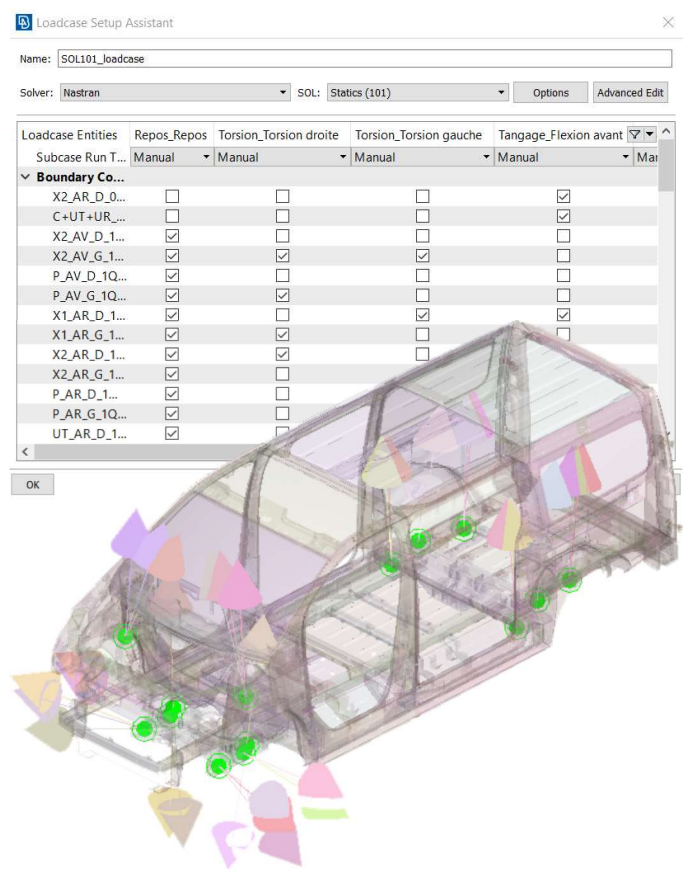 Loadcase Setup Assistant
Name: SOL101_loadcase
Solver: Nastran SOL: Statics (101) Options Advanced Edit
Loadcase Entities Repos_Repos Torsion_Torsion droite Torsion_Torsion gauche Tangage_Flexion avant
Subcase Run T... Manual Manual Manual Manual Mar
Boundary Co...
X2_AR_D_0...
C+UT+UR_...
X2_AV_D_1...
X2_AV_G_1...
P_AV_D_1Q...
P_AV_G_1Q...
X1_AR_D_1...
X1_AR_G_1...
X2_AR_D_1...
X2_AR_G_1...
P_AR_D_1...
P_AR_G_1Q...
UT_AR_D_1...
OK